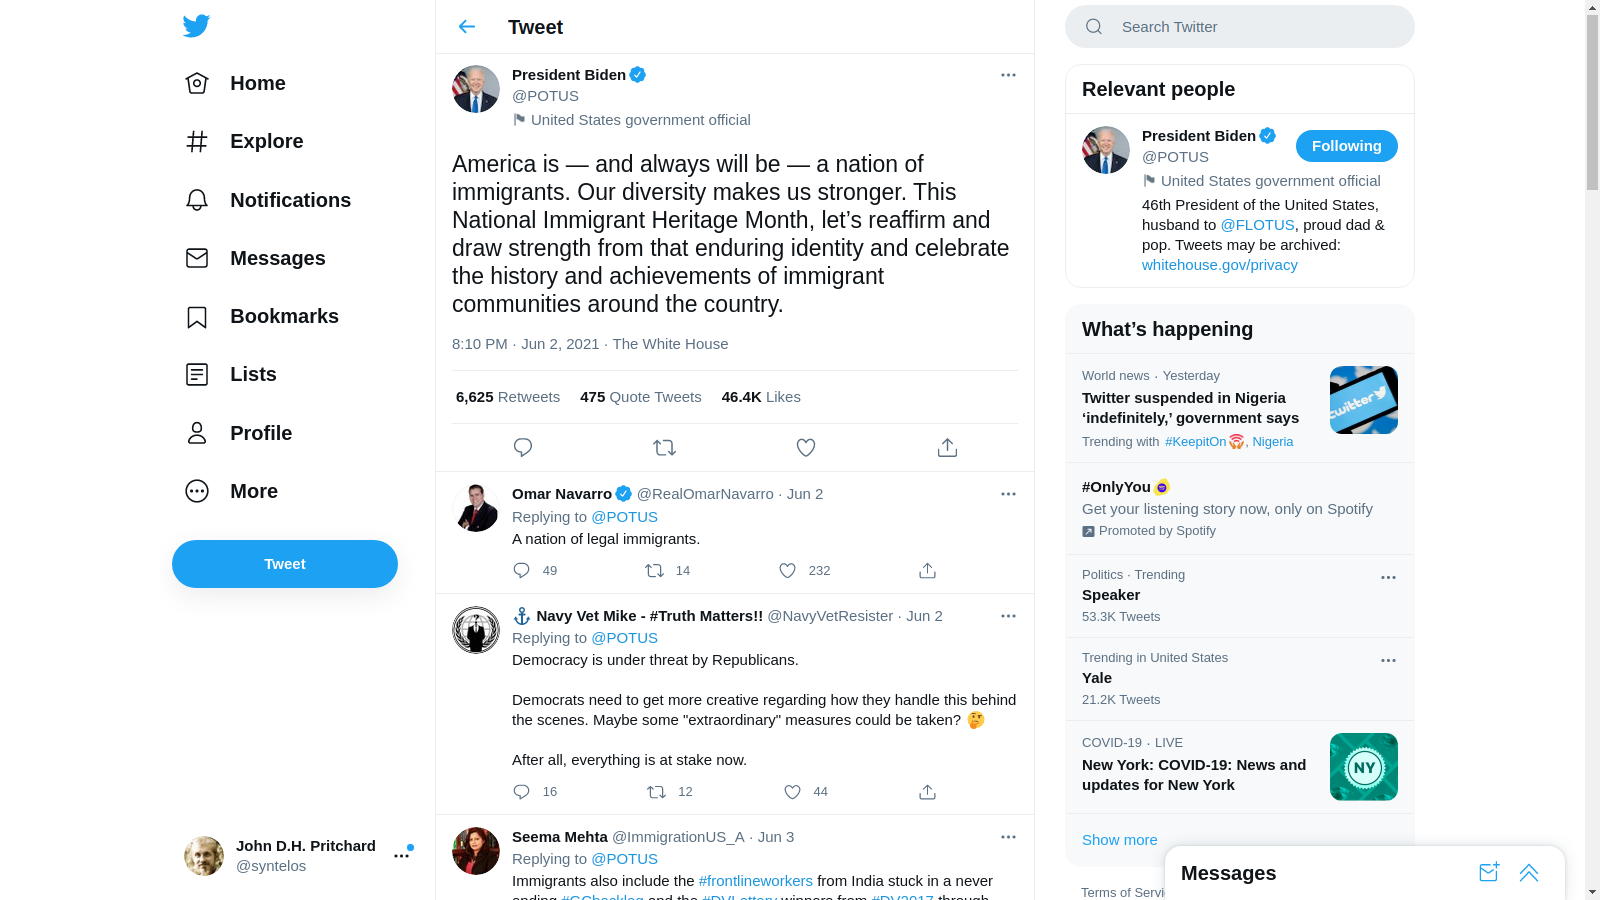 Home
Explore
Notifications
Messages
Bookmarks
Lists
Profile
More
Tweet
John D.H. Pritchard
@syntelos
Tweet
President Biden
@POTUS
United States government official
America is — and always will be — a nation of
immigrants. Our diversity makes us stronger. This
National Immigrant Heritage Month, let’s reaffirm and
draw strength from that enduring identity and celebrate
the history and achievements of immigrant
communities around the country.
8:10 PM · Jun 2, 2021 · The White House
6,625 Retweets 475 Quote Tweets 46.4K Likes
Omar Navarro @RealOmarNavarro · Jun 2
Replying to @POTUS
A nation of legal immigrants.
49 14 232
Navy Vet Mike - #Truth Matters!! @NavyVetResister · Jun 2
Replying to @POTUS
Democracy is under threat by Republicans.
Democrats need to get more creative regarding how they handle this behind
the scenes. Maybe some "extraordinary" measures could be taken? 🤔
After all, everything is at stake now.
16 12 44
Seema Mehta @ImmigrationUS_A · Jun 3
Replying to @POTUS
Immigrants also include the #frontlineworkers from India stuck in a never
ending #GCbacklog and the #DVLottery winners from #DV2017 through
Search Twitter
Relevant people
President Biden
@POTUS
Following
United States government official
46th President of the United States,
husband to @FLOTUS, proud dad &
pop. Tweets may be archived:
whitehouse.gov/privacy
What’s happening
World news · Yesterday
Twitter suspended in Nigeria
‘indefinitely,’ government says
Trending with #KeepitOn, Nigeria
twitter
#OnlyYou
Get your listening story now, only on Spotify
Promoted by Spotify
Politics · Trending
Speaker
53.3K Tweets
Trending in United States
Yale
21.2K Tweets
COVID-19 · LIVE
New York: COVID-19: News and
updates for New York
NY
Show more
Terms of Servi
Messages